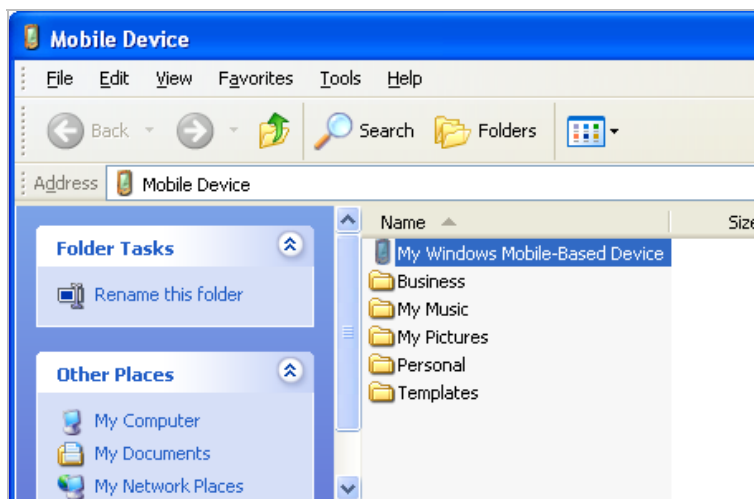 Mobile Device
File Edit View Favorites Tools Help
Back Search Folders
Address Mobile Device
Name Size
Folder Tasks
Rename this folder
Other Places
My Computer
My Documents
My Network Places
My Windows Mobile-Based Device
Business
My Music
My Pictures
Personal
Templates